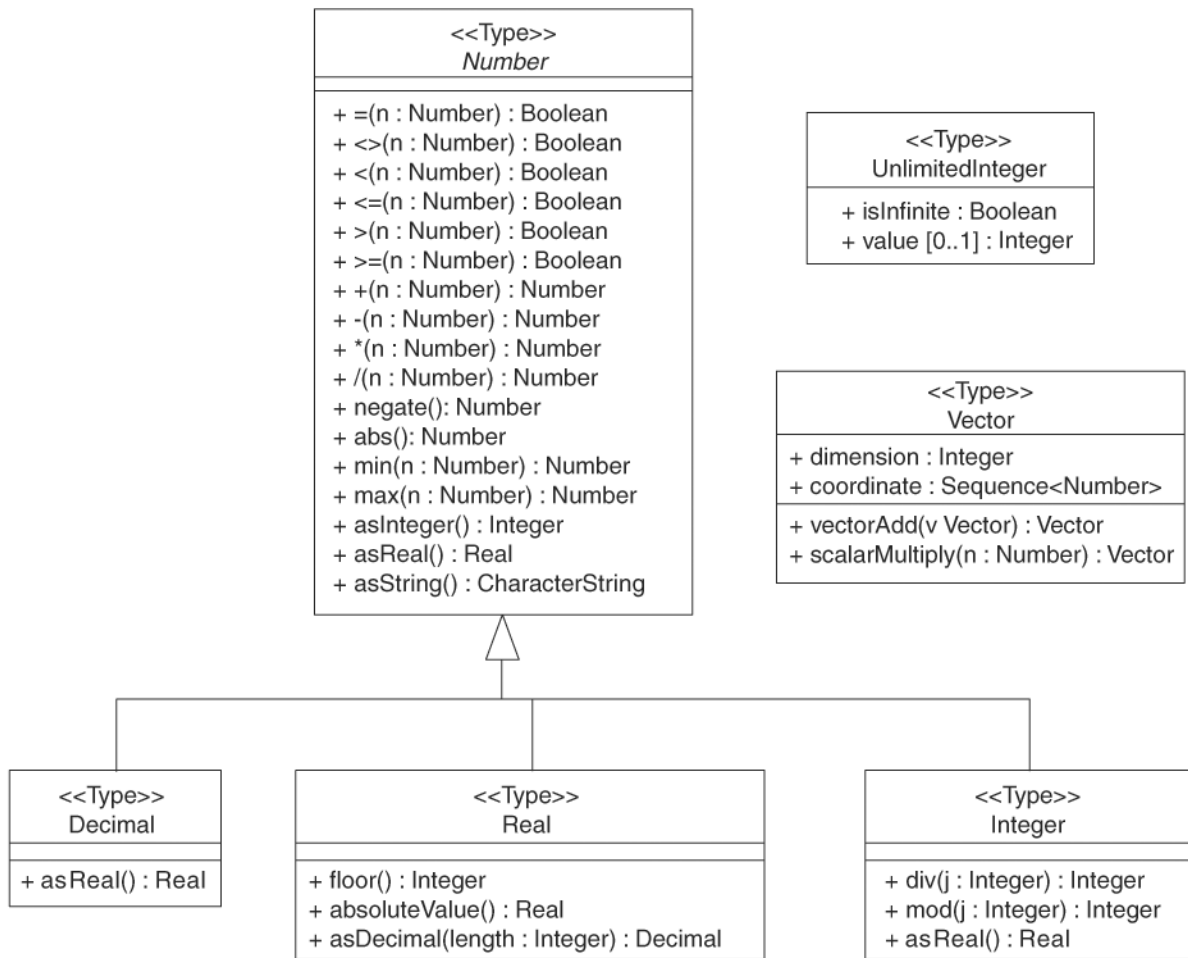 <<Type>>
Number
+ =(n : Number) : Boolean
+ <>(n : Number) : Boolean
+ <(n : Number) : Boolean
+ <=(n : Number) : Boolean
+ >(n : Number) : Boolean
+ >=(n : Number) : Boolean
+ +(n : Number) : Number
+ -(n : Number) : Number
+ *(n : Number) : Number
+ /(n : Number) : Number
+ negate(): Number
+ abs(): Number
+ min(n : Number) : Number
+ max(n : Number) : Number
+ asInteger() : Integer
+ asReal() : Real
+ asString() : CharacterString
<<Type>>
UnlimitedInteger
+ isInfinite : Boolean
+ value [0..1] : Integer
<<Type>>
Vector
+ dimension : Integer
+ coordinate : Sequence<Number>
+ vectorAdd(v Vector) : Vector
+ scalarMultiply(n : Number) : Vector
<<Type>>
Decimal
+ asReal() : Real
<<Type>>
Real
+ floor() : Integer
+ absoluteValue() : Real
+ asDecimal(length : Integer) : Decimal
<<Type>>
Integer
+ div(j : Integer) : Integer
+ mod(j : Integer) : Integer
+ asReal() : Real